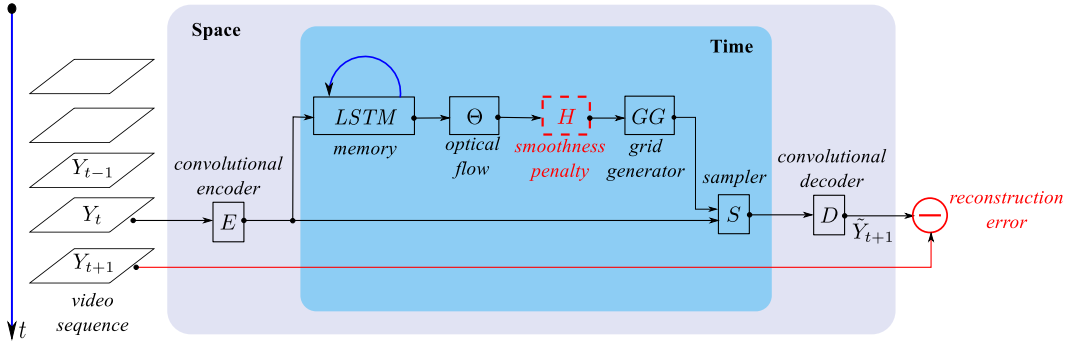 Space
Time
LSTM
memory
Θ
optical
flow
H
smoothness
penalty
GG
grid
generator
Y_{t−1}
convolutional
encoder
Y_t
E
sampler
S
convolutional
decoder
D
Ỹ_{t+1}
−
reconstruction
error
Y_{t+1}
video
sequence
t